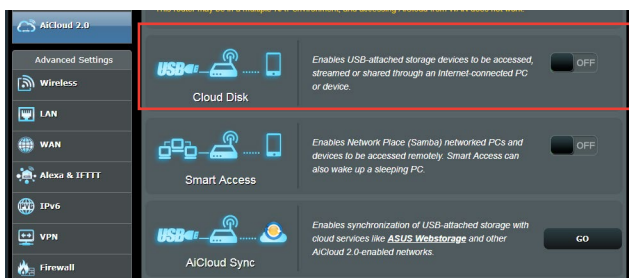 AiCloud 2.0
Advanced Settings
Wireless
LAN
WAN
Alexa & IFTTT
IPv6
VPN
Firewall
USB
Cloud Disk
Enables USB-attached storage devices to be accessed,
streamed or shared through an Internet-connected PC
or device.
OFF
Smart Access
Enables Network Place (Samba) networked PCs and
devices to be accessed remotely. Smart Access can
also wake up a sleeping PC.
OFF
USB
AiCloud Sync
Enables synchronization of USB-attached storage with
cloud services like ASUS Webstorage and other
AiCloud 2.0-enabled networks.
GO